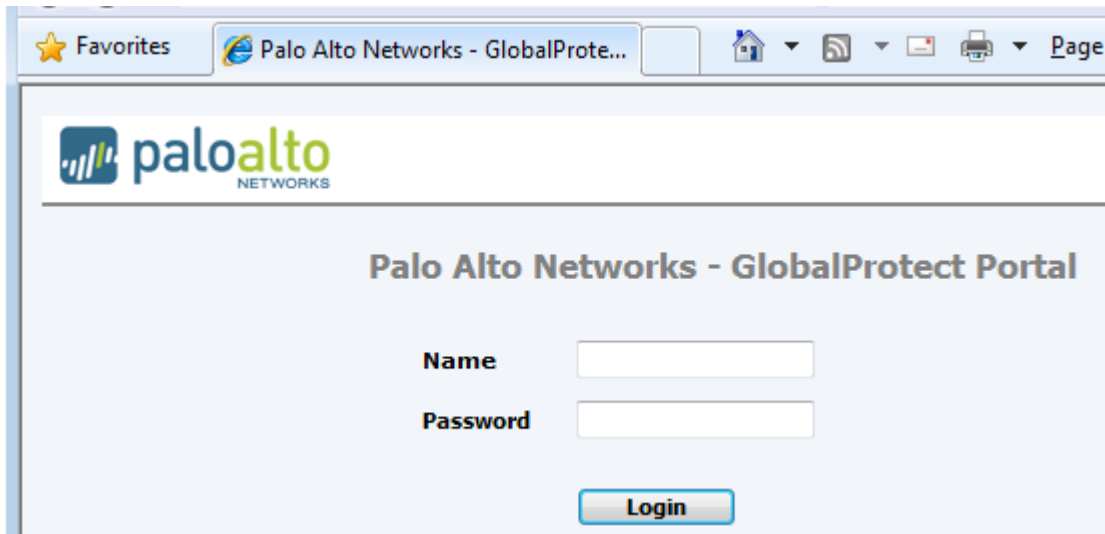 Favorites
Palo Alto Networks - GlobalProte...
Page
paloalto
NETWORKS
Palo Alto Networks - GlobalProtect Portal
Name
Password
Login